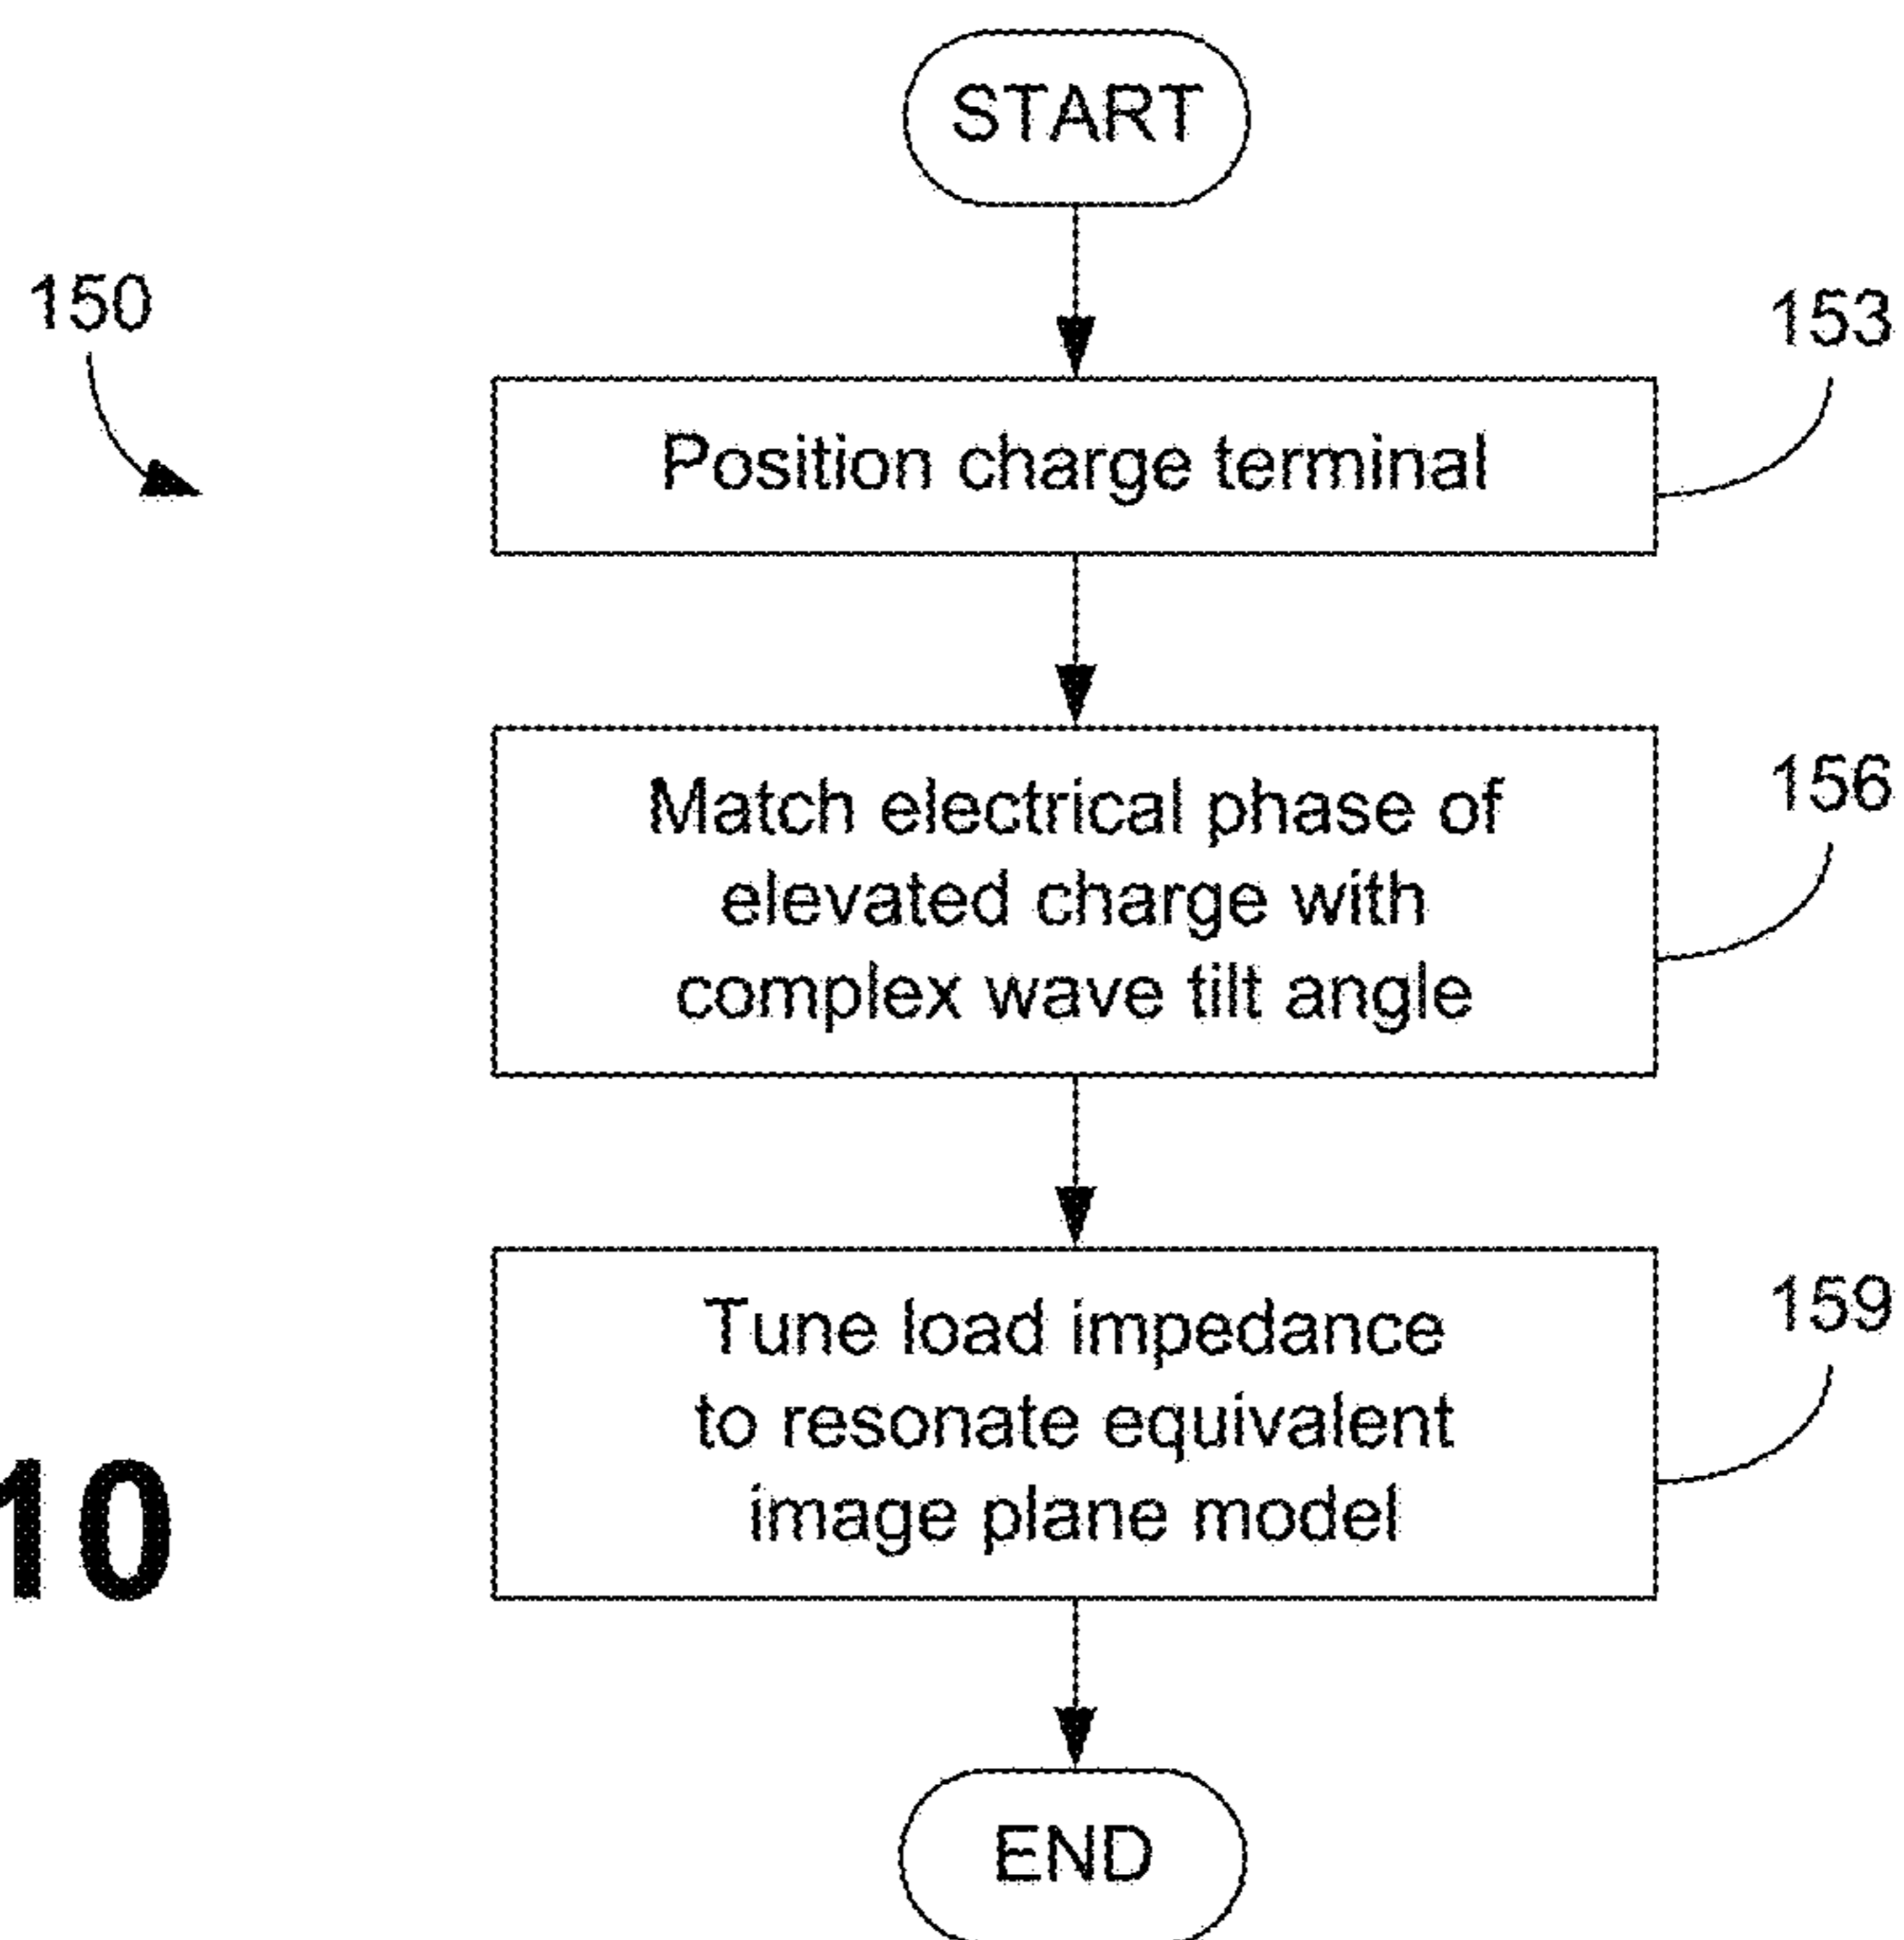 START
150
153
Position charge terminal
156
Match electrical phase of
elevated charge with
complex wave tilt angle
159
Tune load impedance
to resonate equivalent
image plane model
10
END